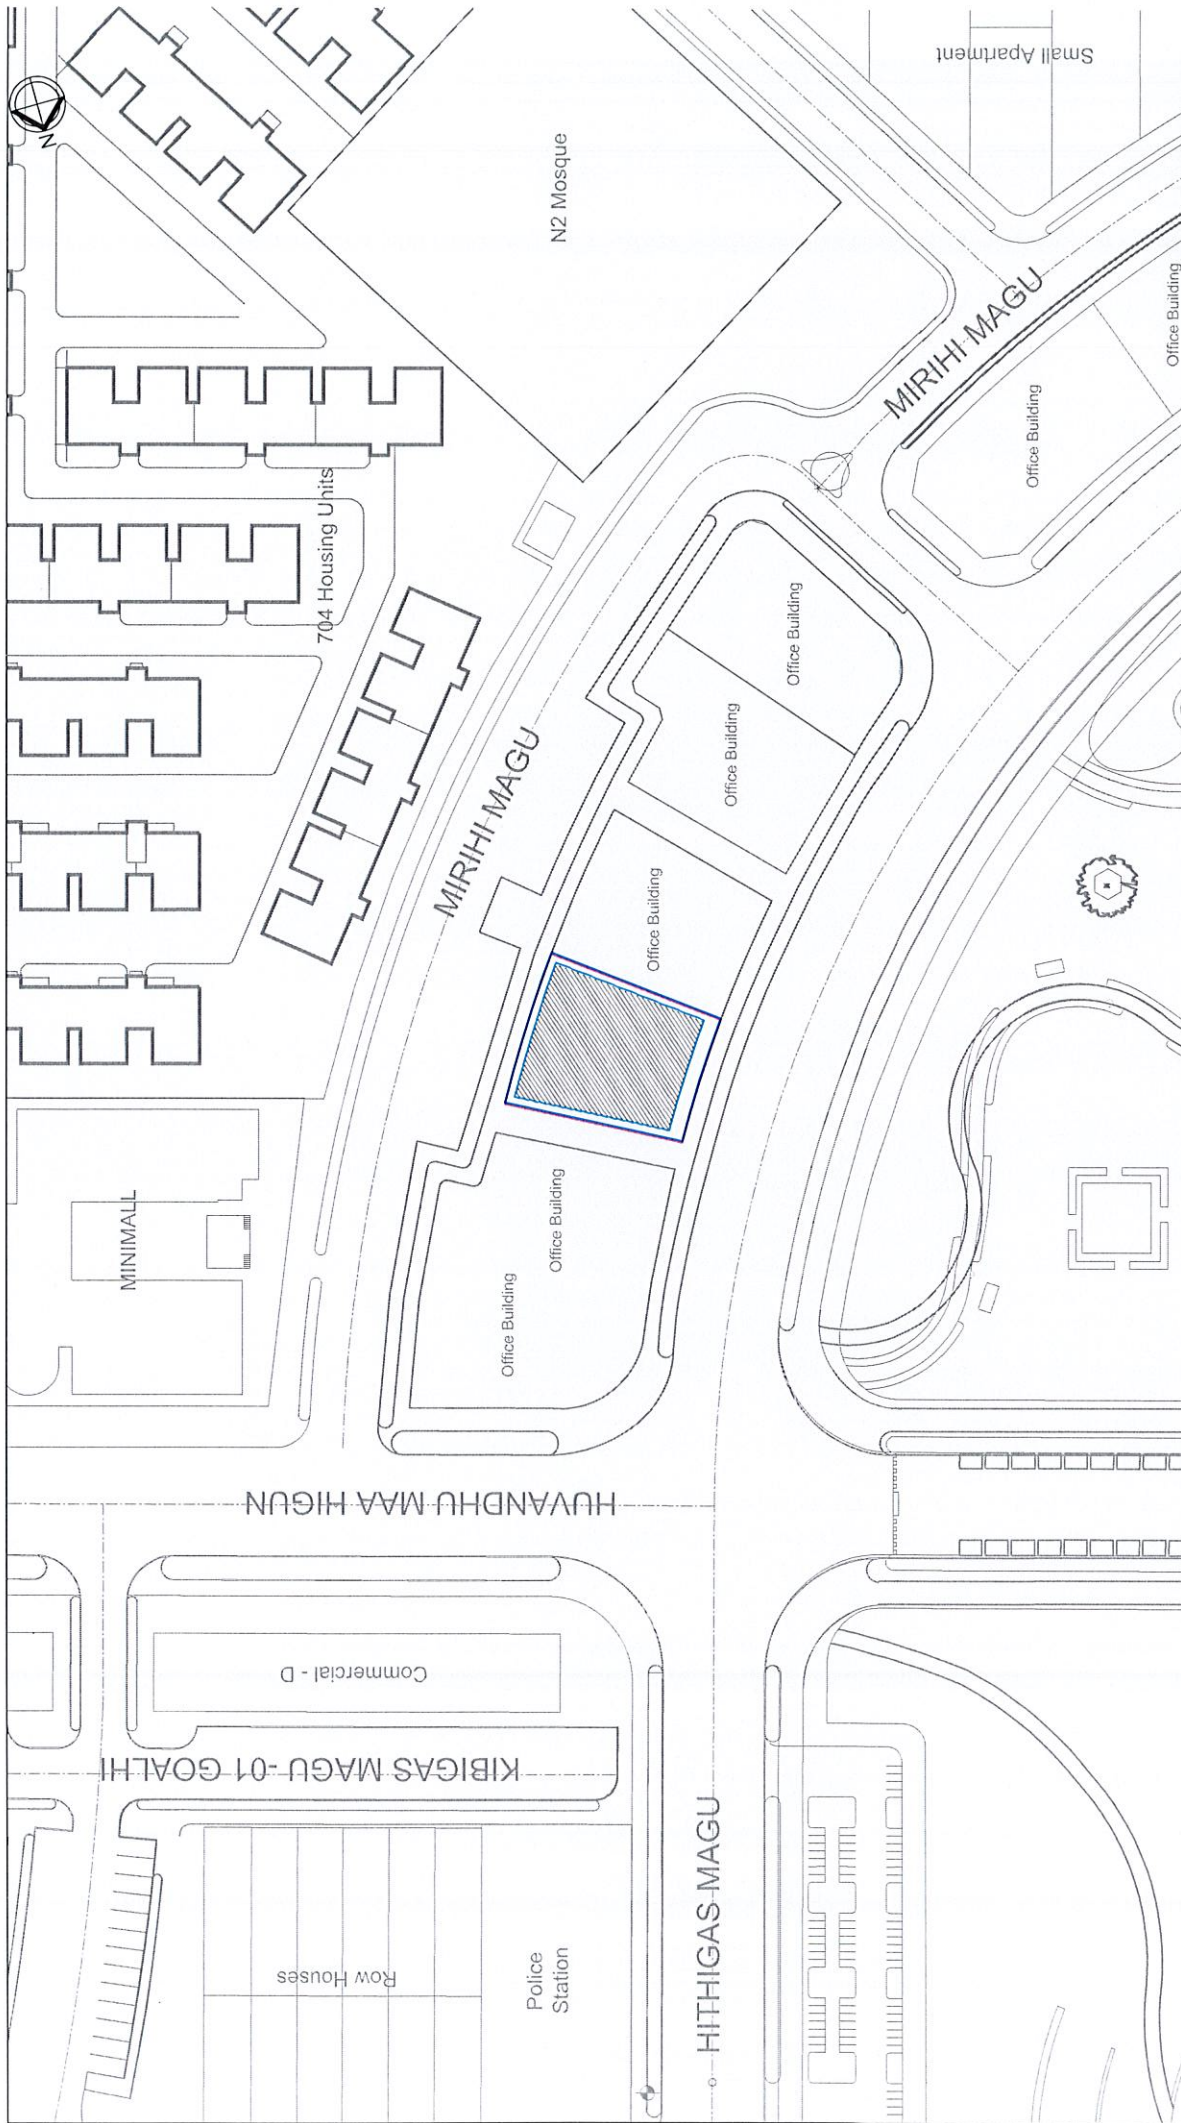 N
Small Apartment
N2 Mosque
MIRIHI MAGU
Office Building
Office Building
704 Housing Units
Office Building
Office Building
MIRIHI MAGU
Office Building
MINIMALL
Office Building
Office Building
HUVANDHU MAA HIGUN
Commercial - D
KIBIGAS MAGU -01 GOALHI
HITHIGAS MAGU
Row Houses
Police
Station